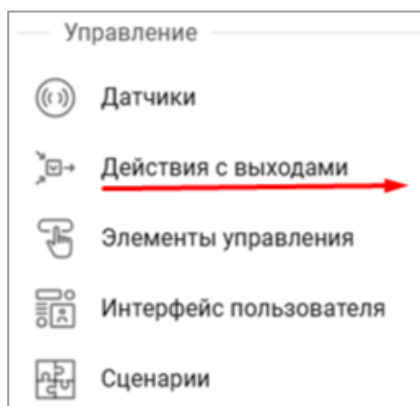 Управление
Датчики
Действия с выходами
Элементы управления
Интерфейс пользователя
Сценарии